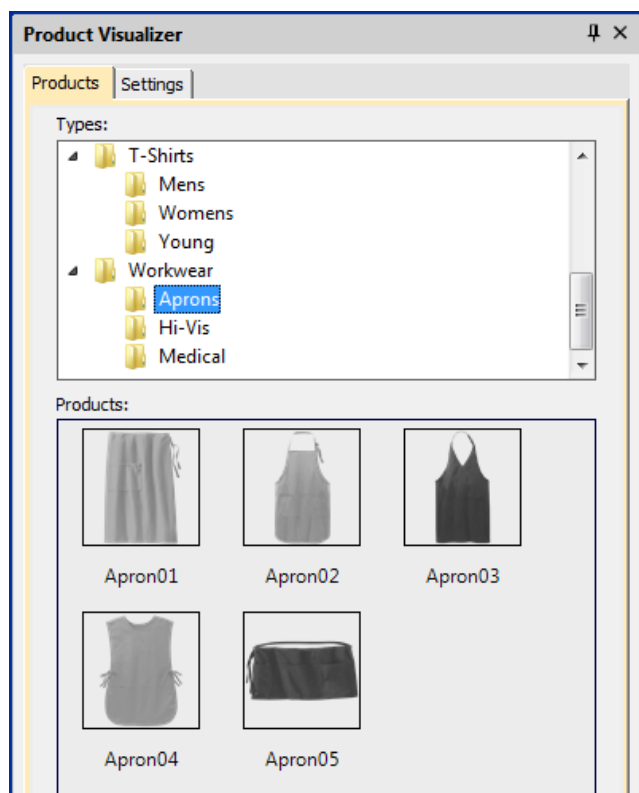 Product Visualizer
Products Settings
Types:
T-Shirts
Mens
Womens
Young
Workwear
Aprons
Hi-Vis
Medical
Products:
Apron01 Apron02 Apron03
Apron04 Apron05